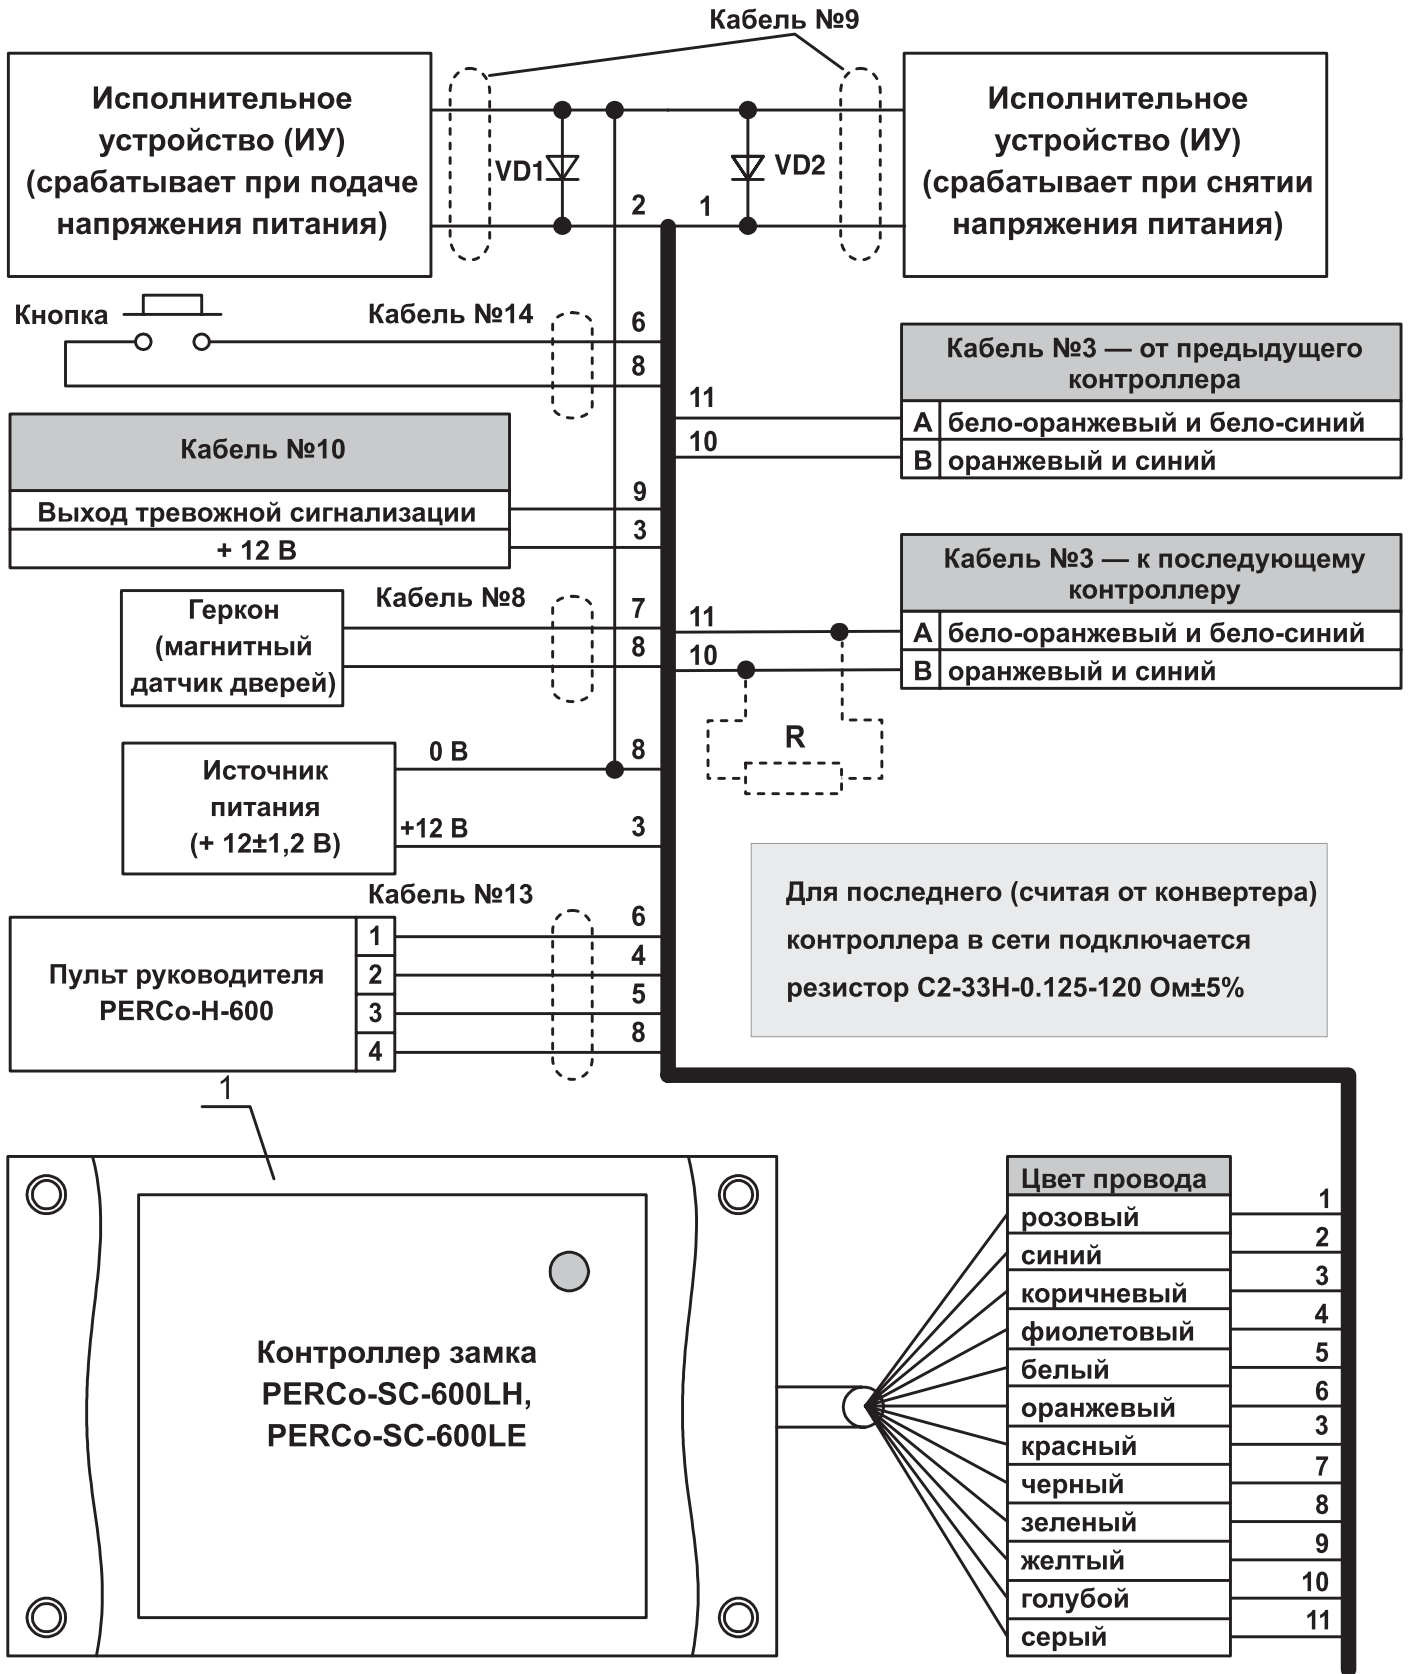 Кабель №9
Исполнительное
устройство (ИУ)
(срабатывает при подаче
напряжения питания)
VD1
VD2
2
1
Исполнительное
устройство (ИУ)
(срабатывает при снятии
напряжения питания)
Кнопка
Кабель №14
6
8
Кабель №3 — от предыдущего
контроллера
11
A бело-оранжевый и бело-синий
10
B оранжевый и синий
Кабель №10
Выход тревожной сигнализации
9
+ 12 В
3
Кабель №3 — к последующему
контроллеру
11
A бело-оранжевый и бело-синий
10
B оранжевый и синий
R
Геркон
(магнитный
датчик дверей)
Кабель №8
7
8
Источник
питания
(+ 12±1,2 В)
0 В
8
+12 В
3
Для последнего (считая от конвертера)
контроллера в сети подключается
резистор С2-33Н-0.125-120 Ом±5%
Кабель №13
Пульт руководителя
PERCo-H-600
1
6
2
4
3
5
4
8
1
Контроллер замка
PERCo-SC-600LH,
PERCo-SC-600LE
Цвет провода
розовый 1
синий 2
коричневый 3
фиолетовый 4
белый 5
оранжевый 6
красный 3
черный 7
зеленый 8
желтый 9
голубой 10
серый 11